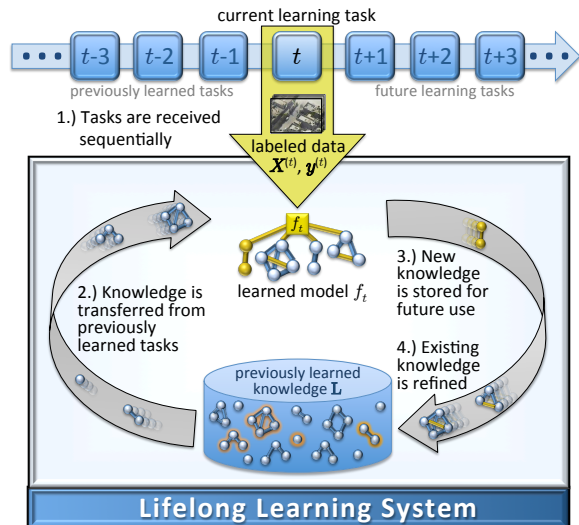 current learning task
t-3 t-2 t-1 t t+1 t+2 t+3
previously learned tasks
future learning tasks
1.) Tasks are received
sequentially
labeled data
X(t), y(t)
ft
learned model ft
2.) Knowledge is
transferred from
previously
learned tasks
3.) New
knowledge
is stored for
future use
4.) Existing
knowledge
is refined
previously learned
knowledge L
Lifelong Learning System